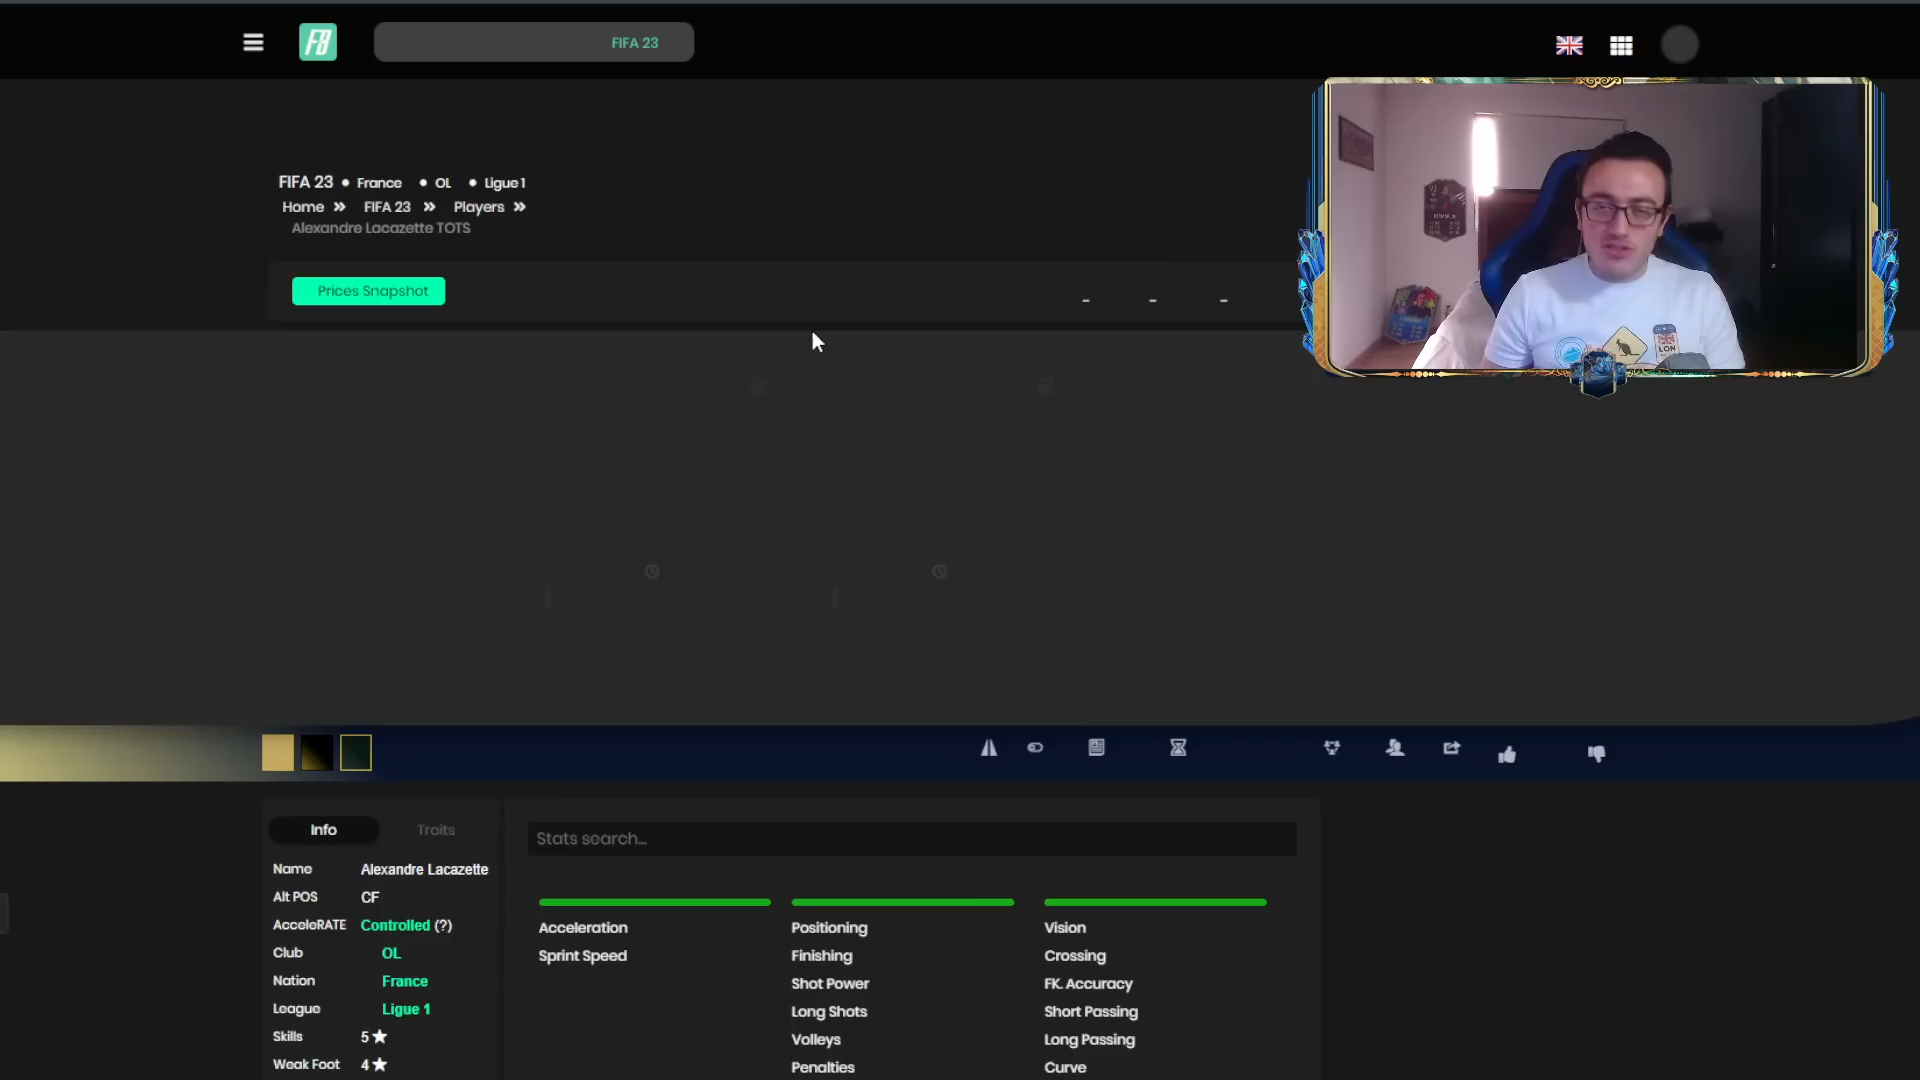 FB
FIFA 23
FIFA 23 • France • OL • Ligue 1
Home » FIFA 23 » Players »
Alexandre Lacazette TOTS
Prices Snapshot
- - -
LON
Info Traits
Name Alexandre Lacazette
Alt POS CF
AcceleRATE Controlled (?)
Club OL
Nation France
League Ligue 1
Skills 5 ★
Weak Foot 4 ★
Stats search...
Acceleration
Sprint Speed
Positioning
Finishing
Shot Power
Long Shots
Volleys
Penalties
Vision
Crossing
FK. Accuracy
Short Passing
Long Passing
Curve